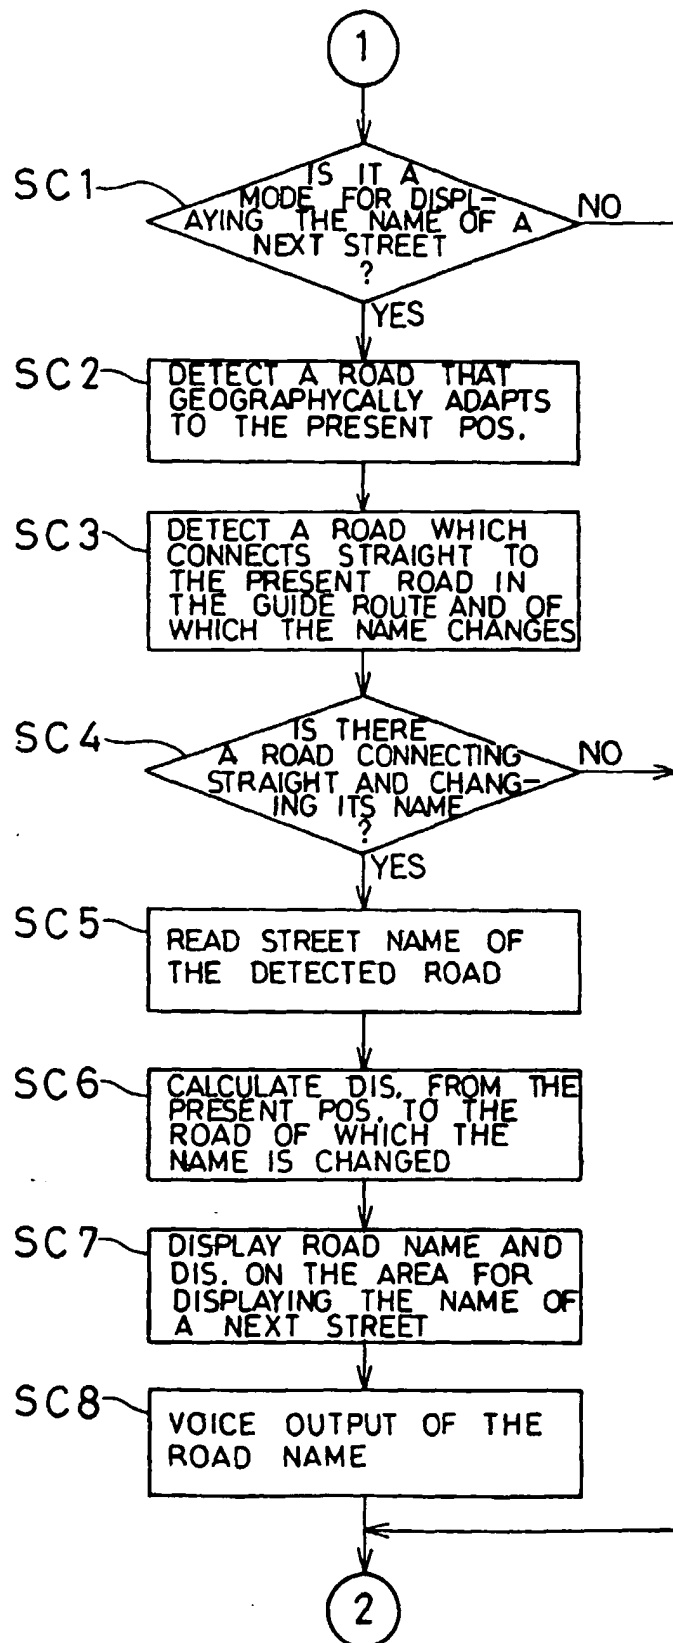 1
SC1
IS IT A
MODE FOR DISPL-
AYING THE NAME OF A
NEXT STREET
?
NO
YES
SC2
DETECT A ROAD THAT
GEOGRAPHYCALLY ADAPTS
TO THE PRESENT POS.
SC3
DETECT A ROAD WHICH
CONNECTS STRAIGHT TO
THE PRESENT ROAD IN
THE GUIDE ROUTE AND OF
WHICH THE NAME CHANGES
SC4
IS THERE
A ROAD CONNECTING
STRAIGHT AND CHANG-
ING ITS NAME
?
NO
YES
SC5
READ STREET NAME OF
THE DETECTED ROAD
SC6
CALCULATE DIS. FROM THE
PRESENT POS. TO THE
ROAD OF WHICH THE
NAME IS CHANGED
SC7
DISPLAY ROAD NAME AND
DIS. ON THE AREA FOR
DISPLAYING THE NAME OF
A NEXT STREET
SC8
VOICE OUTPUT OF THE
ROAD NAME
2